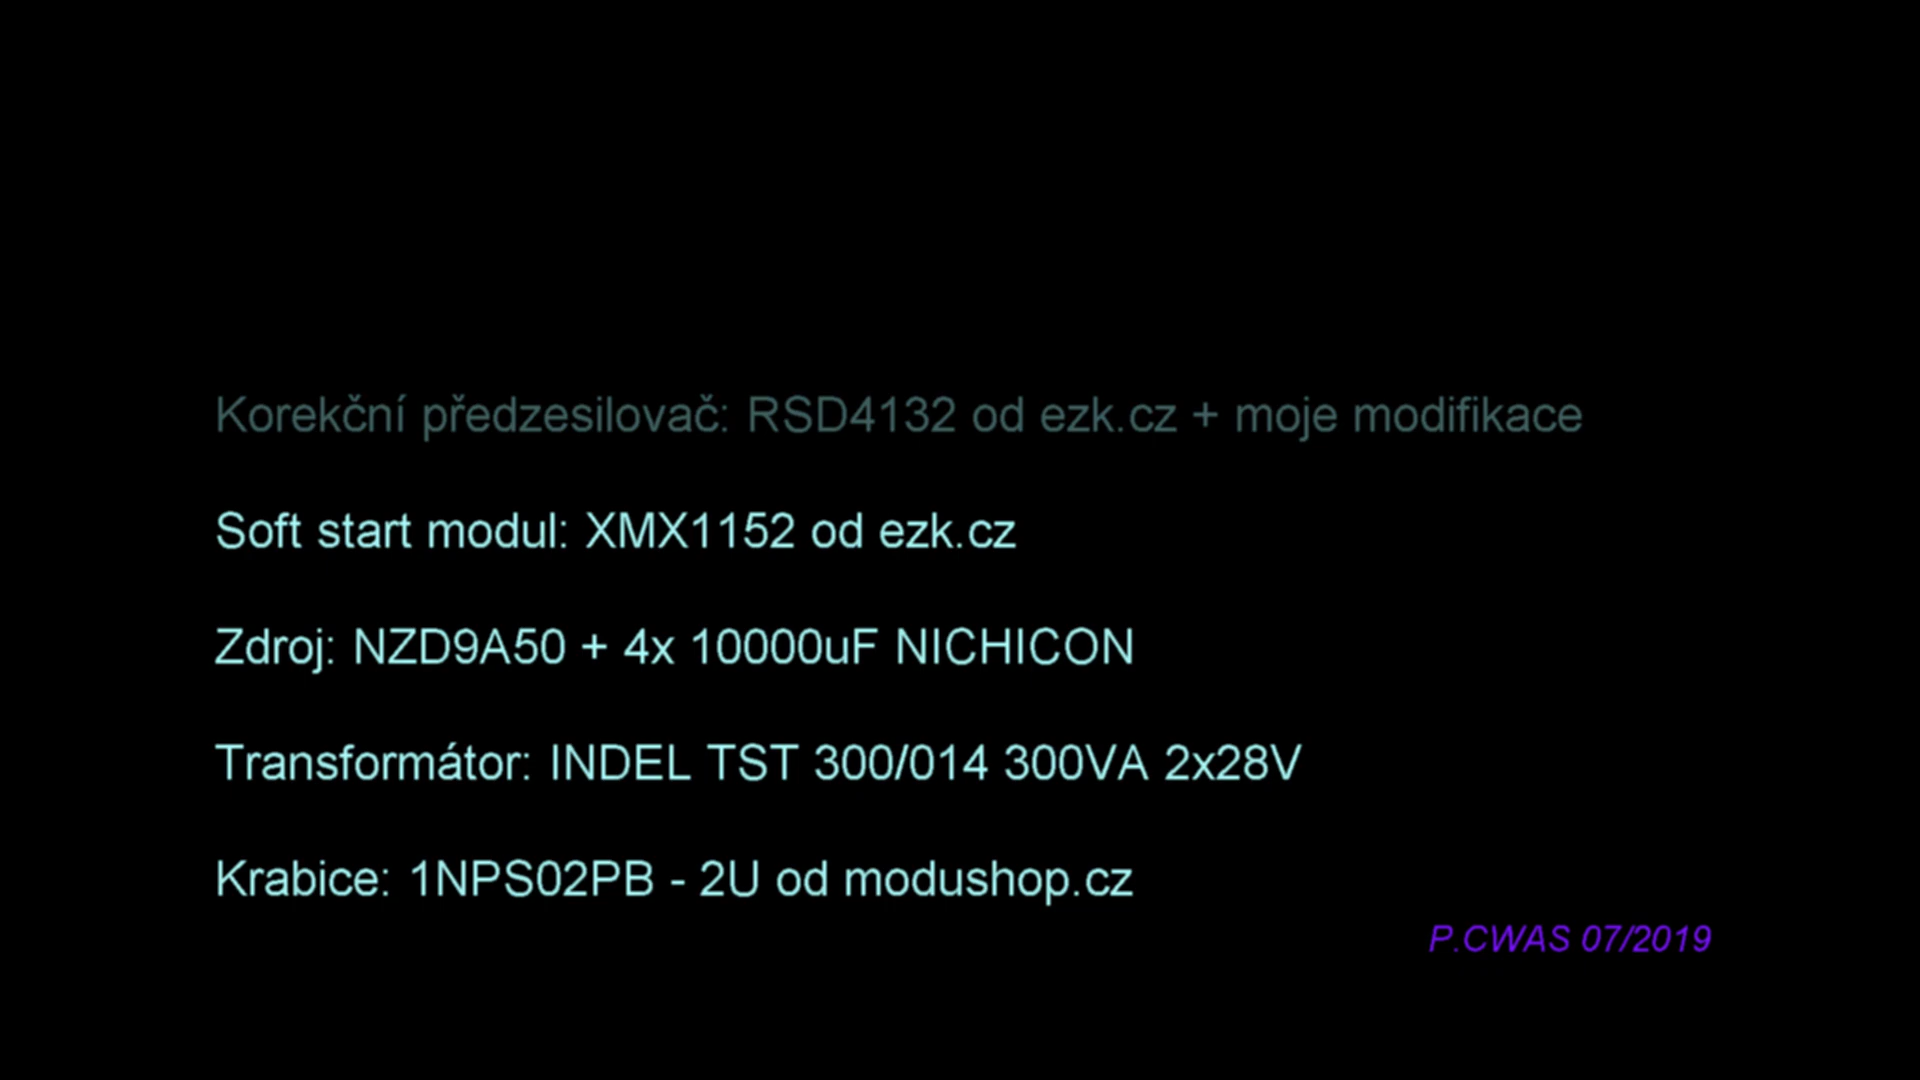 Korekční předzesilovač: RSD4132 od ezk.cz + moje modifikace
Soft start modul: XMX1152 od ezk.cz
Zdroj: NZD9A50 + 4x 10000uF NICHICON
Transformátor: INDEL TST 300/014 300VA 2x28V
Krabice: 1NPS02PB - 2U od modushop.cz
P.CWAS 07/2019